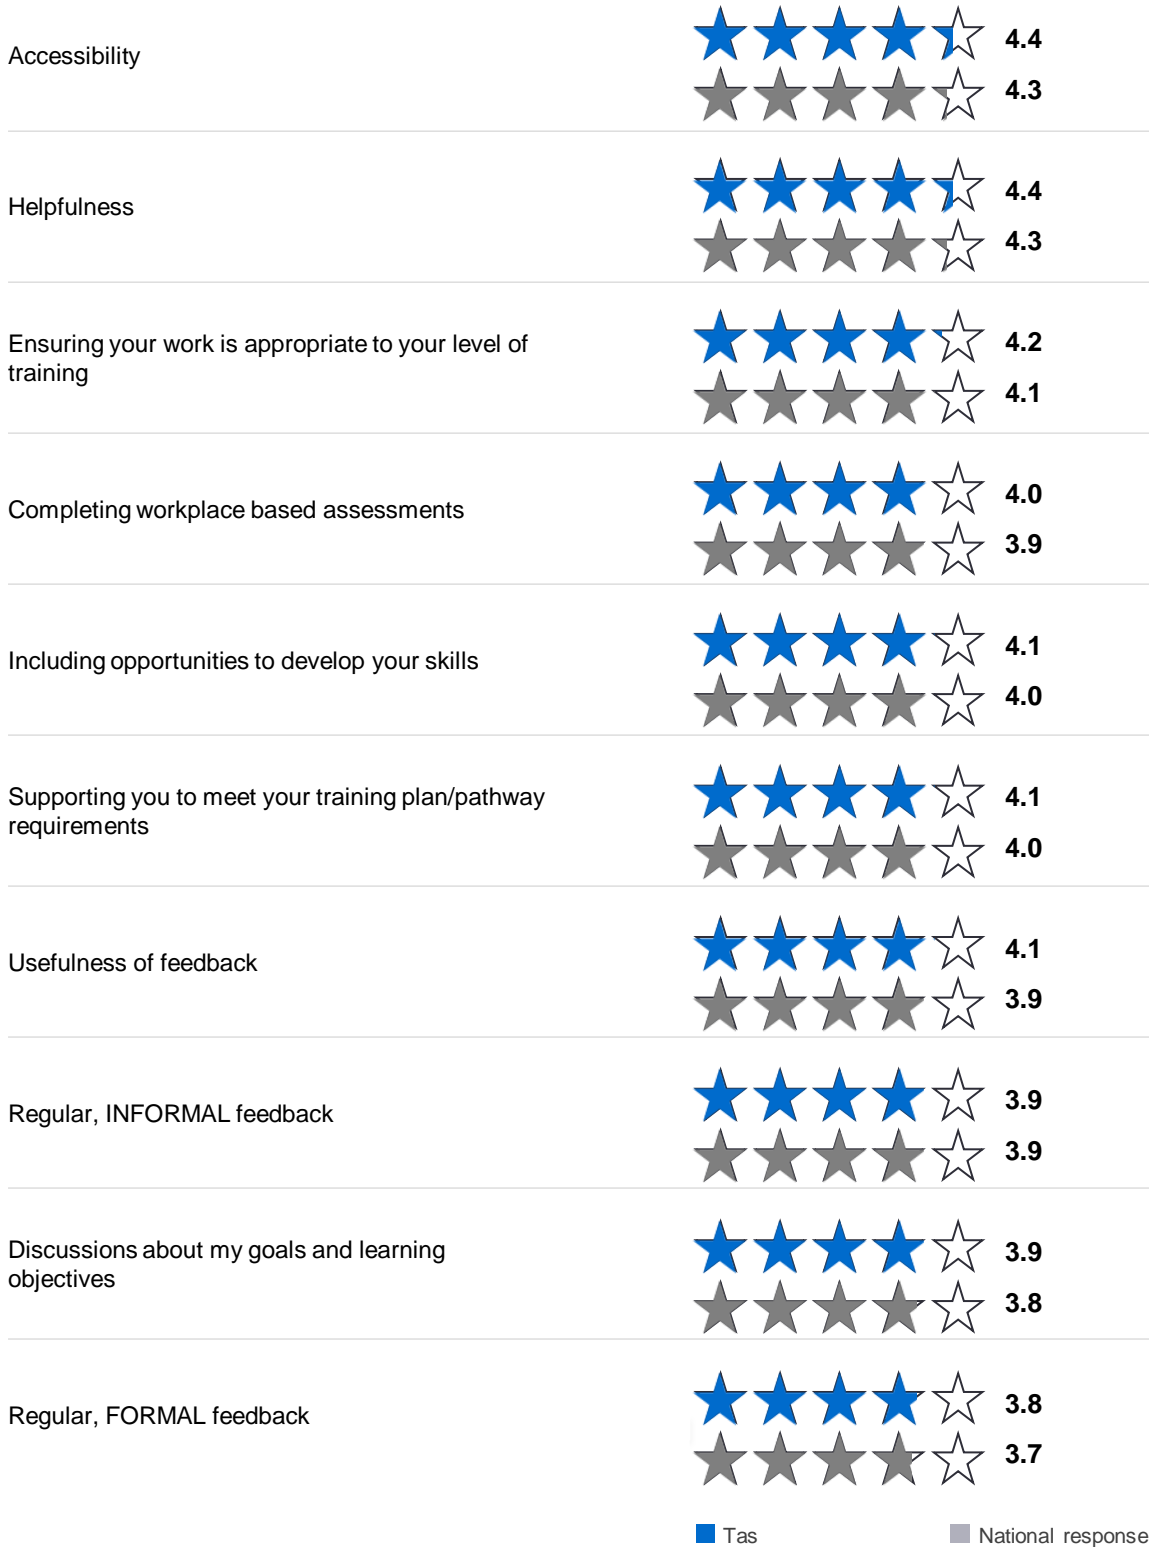 Accessibility
4.4
4.3
Helpfulness
4.4
4.3
Ensuring your work is appropriate to your level of
training
4.2
4.1
Completing workplace based assessments
4.0
3.9
Including opportunities to develop your skills
4.1
4.0
Supporting you to meet your training plan/pathway
requirements
4.1
4.0
Usefulness of feedback
4.1
3.9
Regular, INFORMAL feedback
3.9
3.9
Discussions about my goals and learning
objectives
3.9
3.8
Regular, FORMAL feedback
3.8
3.7
Tas
National response